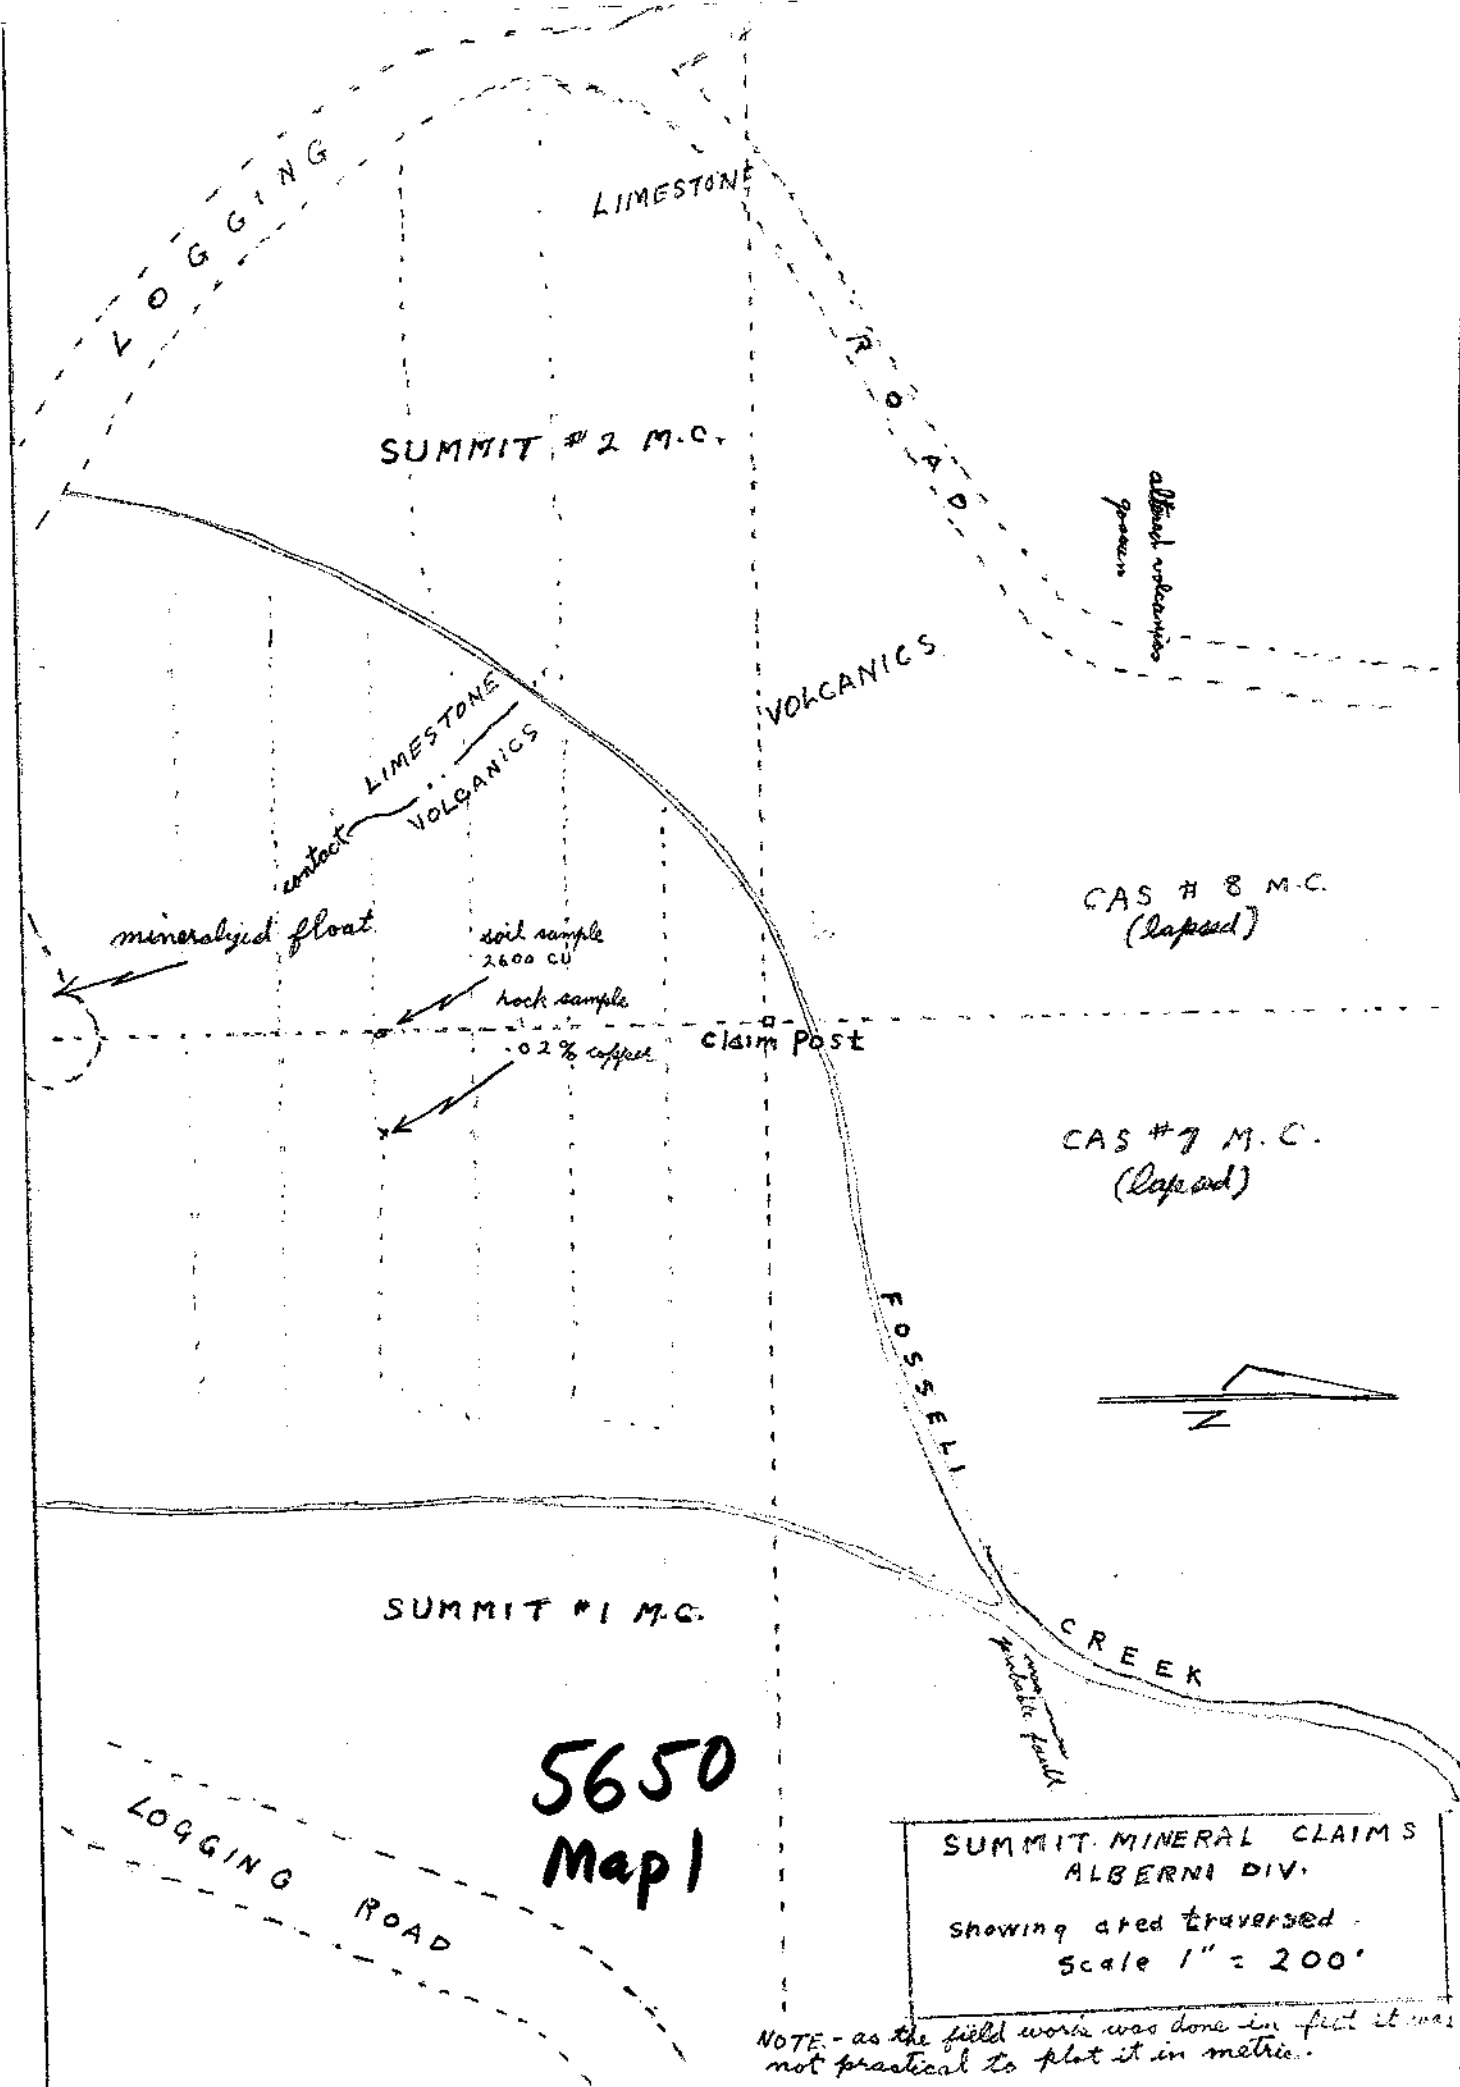 LOGGING
LIMESTONE
ROAD
SUMMIT #2 M.C.
altered volcanics
gossan
VOLCANICS
LIMESTONE
VOLCANICS
contact
CAS # 8 M.C.
(lapsed)
mineralyid float
soil sample
2600 CU
rock sample
.02% copper
Claim Post
CAS #7 M.C.
(lapsed)
FOSSELI
N
SUMMIT #1 M.C.
CREEK
probable fault
5650
Map 1
LOGGING ROAD
SUMMIT MINERAL CLAIMS
ALBERNI DIV.
showing area traversed
Scale 1" = 200'
NOTE - as the field work was done in feet it was
not practical to plot it in metric.